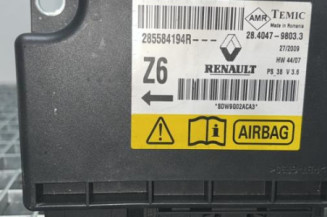 AMR TEMIC
Made in Romania
285584194R 28.4047-9803.3
27/2009
HW 44/07
Z6 RENAULT PS 38 V 3.8
AIRBAG